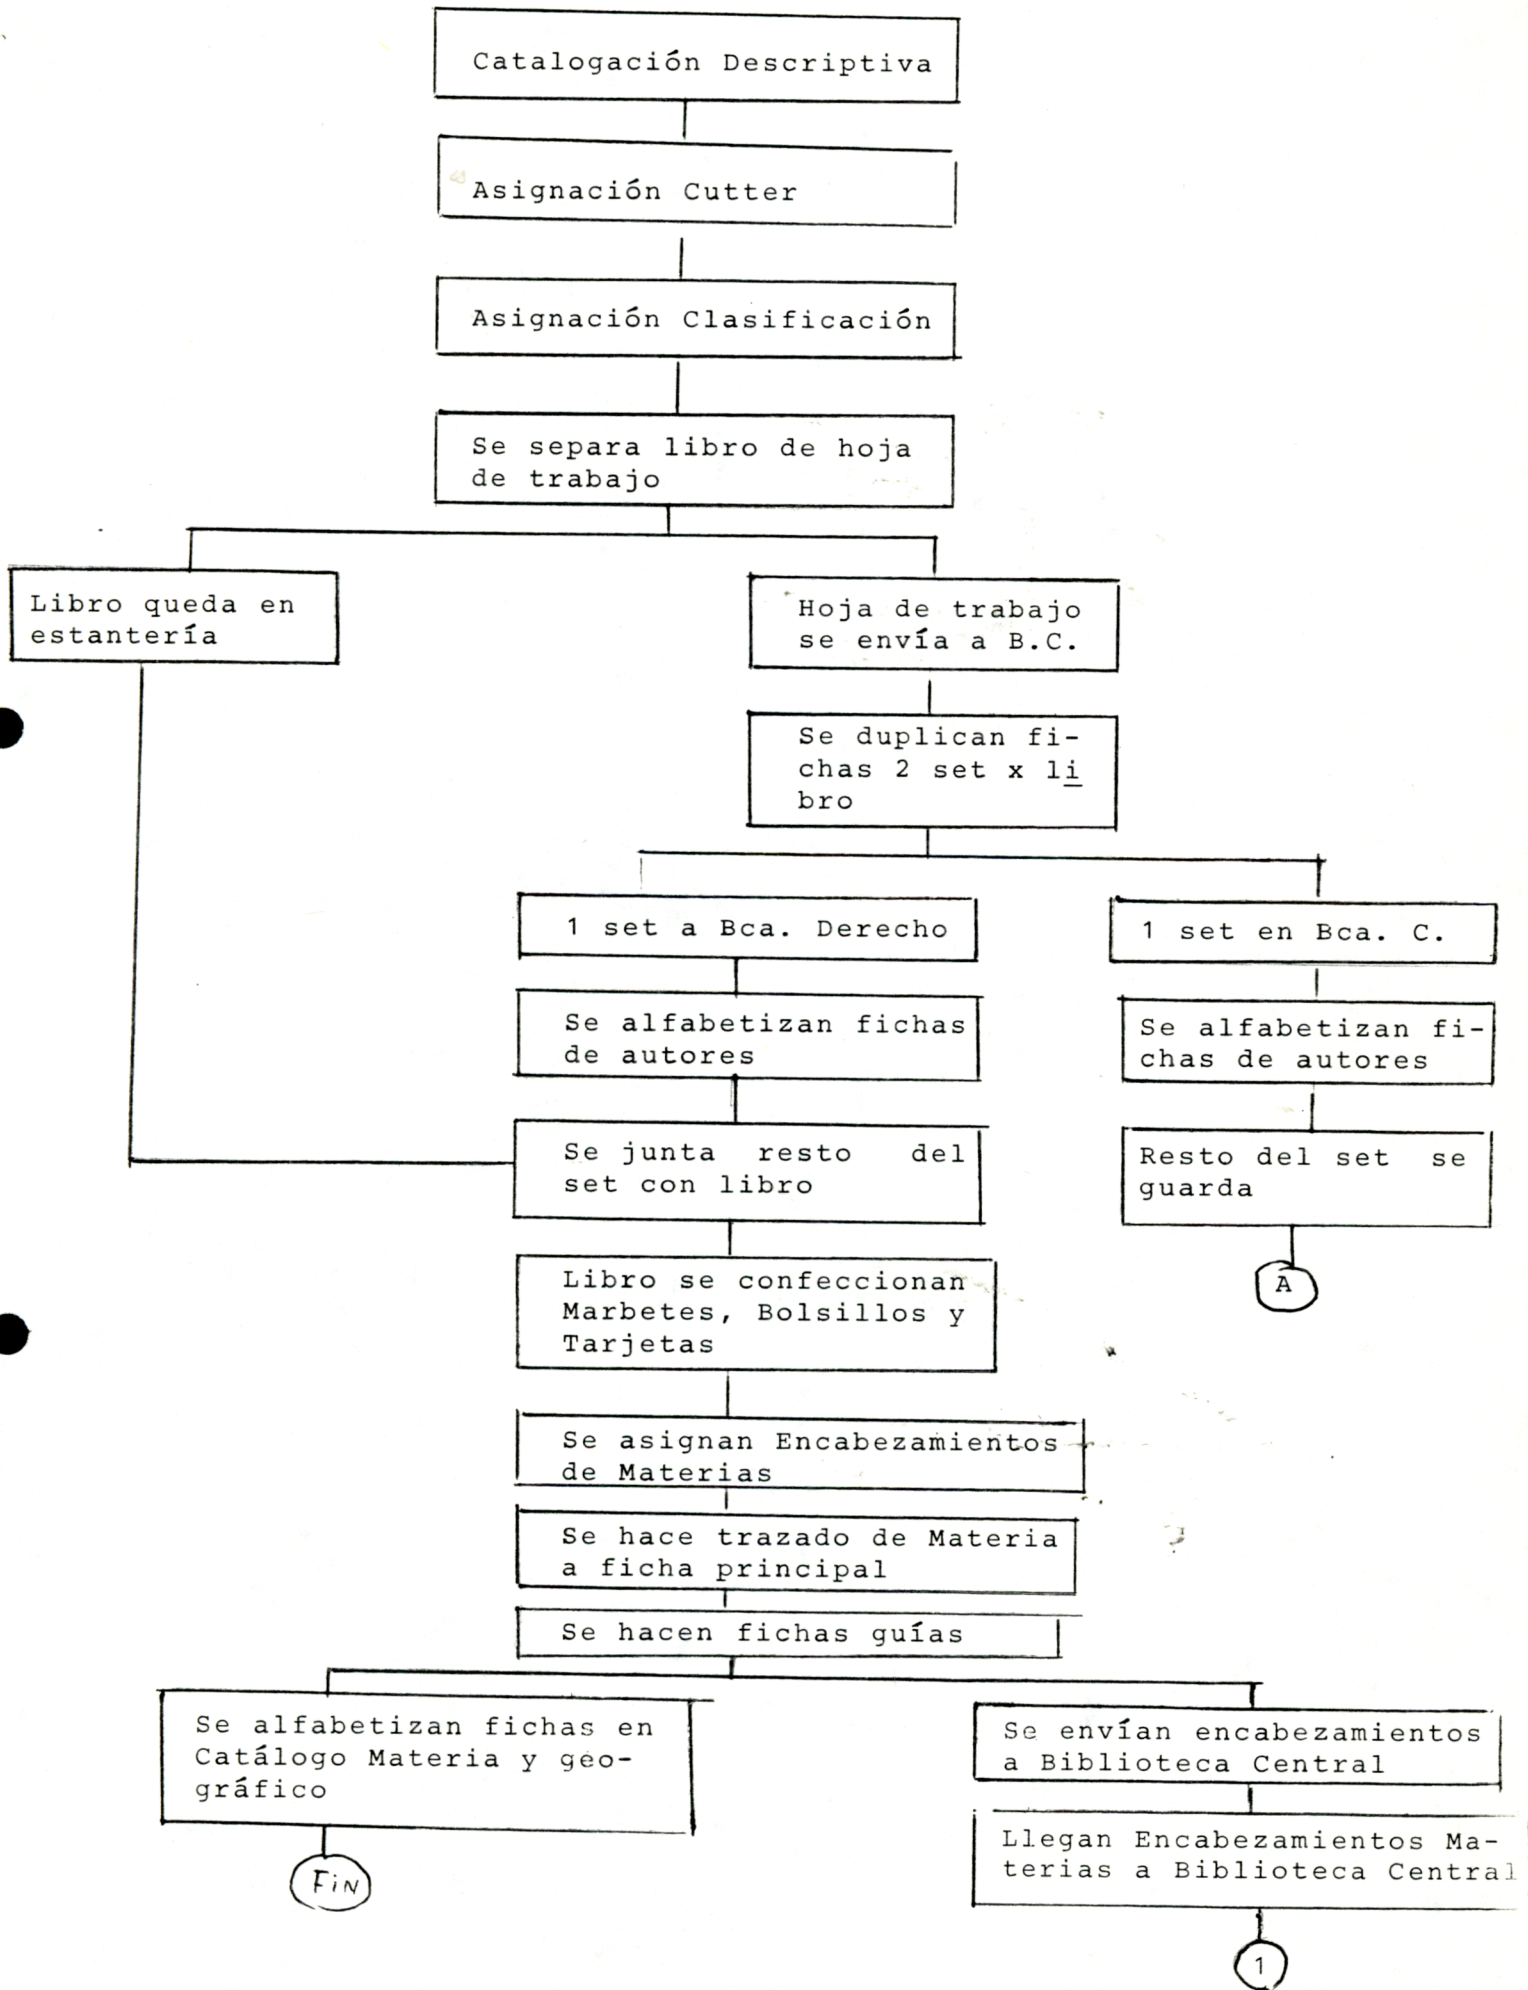 Catalogación Descriptiva
Asignación Cutter
Asignación Clasificación
Se separa libro de hoja
de trabajo
Libro queda en
estantería
Hoja de trabajo
se envía a B.C.
Se duplican fi-
chas 2 set x li
bro
1 set a Bca. Derecho
1 set en Bca. C.
Se alfabetizan fichas
de autores
Se alfabetizan fi-
chas de autores
Se junta resto del
set con libro
Resto del set se
guarda
A
Libro se confeccionan
Marbetes, Bolsillos y
Tarjetas
Se asignan Encabezamientos
de Materias
Se hace trazado de Materia
a ficha principal
Se hacen fichas guías
Se alfabetizan fichas en
Catálogo Materia y geo-
gráfico
Fin
Se envían encabezamientos
a Biblioteca Central
Llegan Encabezamientos Ma-
terias a Biblioteca Central
1